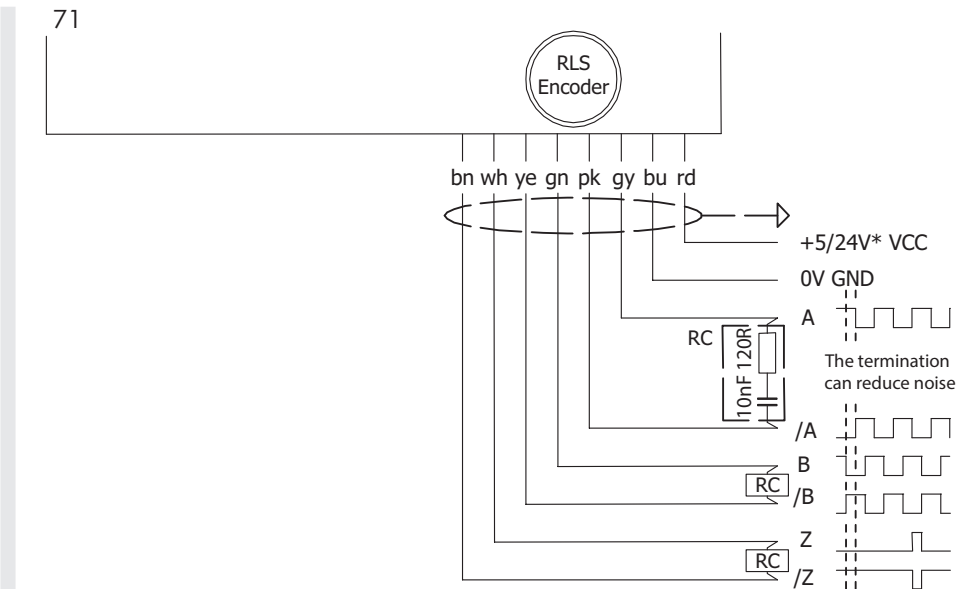 71
RLS
Encoder
bn wh ye gn pk gy bu rd
+5/24V* VCC
0V GND
A
RC
10nF 120R
The termination
can reduce noise
/A
B
RC
/B
Z
RC
/Z